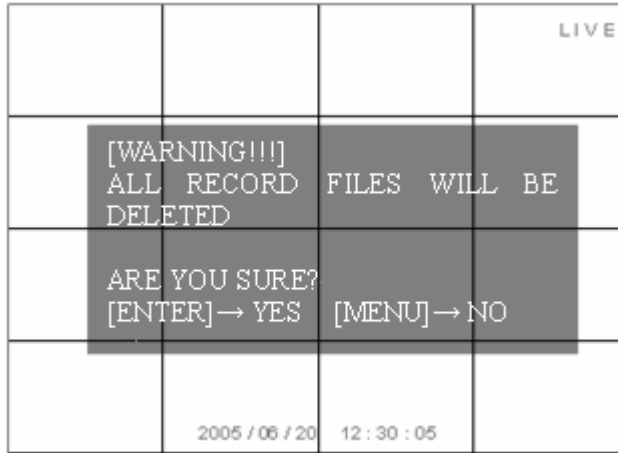 LIVE
[WARNING!!!]
ALL RECORD FILES WILL BE
DELETED
ARE YOU SURE?
[ENTER]→ YES [MENU]→ NO
2005 / 06 / 20 12 : 30 : 05